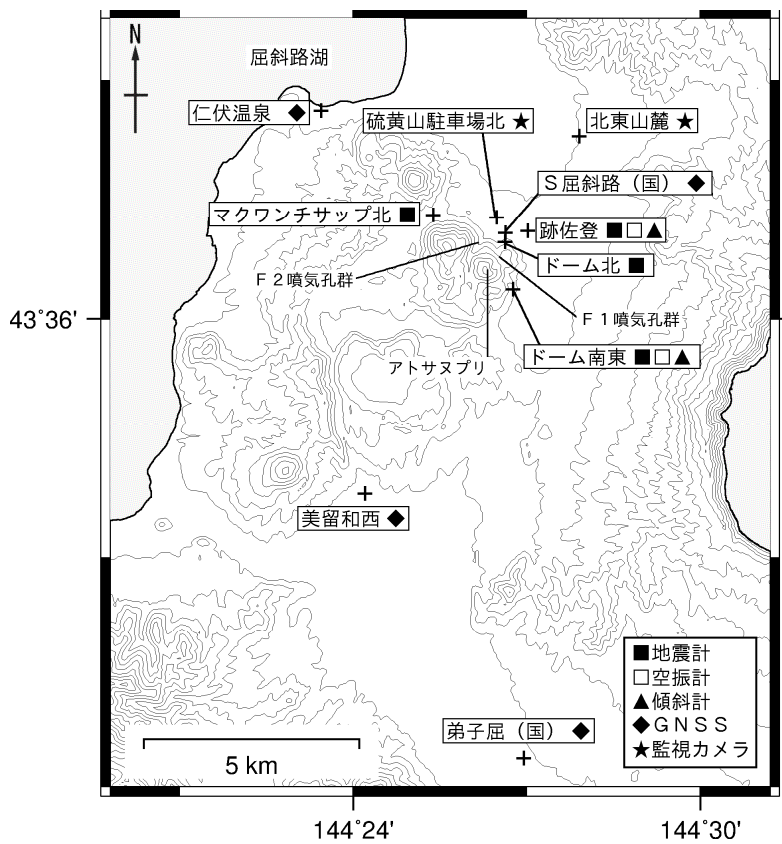 N
屈斜路湖
仁伏温泉 ◆
硫黄山駐車場北 ★
北東山麓 ★
S屈斜路（国） ◆
マクワンチサップ北 ■
跡佐登 ■□▲
ドーム北 ■
F2噴気孔群
F1噴気孔群
43°36'
ドーム南東 ■□▲
アトサヌプリ
美留和西 ◆
■地震計
□空振計
▲傾斜計
◆GNSS
★監視カメラ
弟子屈（国） ◆
5 km
144°24'
144°30'